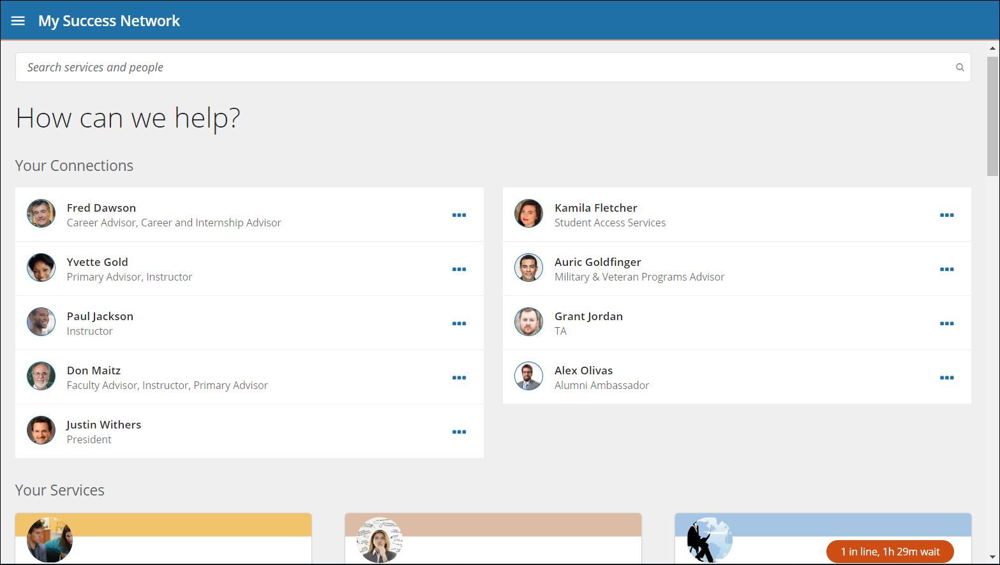 My Success Network
Search services and people
How can we help?
Your Connections
Fred Dawson
Career Advisor, Career and Internship Advisor
Yvette Gold
Primary Advisor, Instructor
Paul Jackson
Instructor
Don Maitz
Faculty Advisor, Instructor, Primary Advisor
Justin Withers
President
Kamila Fletcher
Student Access Services
Auric Goldfinger
Military & Veteran Programs Advisor
Grant Jordan
TA
Alex Olivas
Alumni Ambassador
Your Services
1 in line, 1h 29m wait